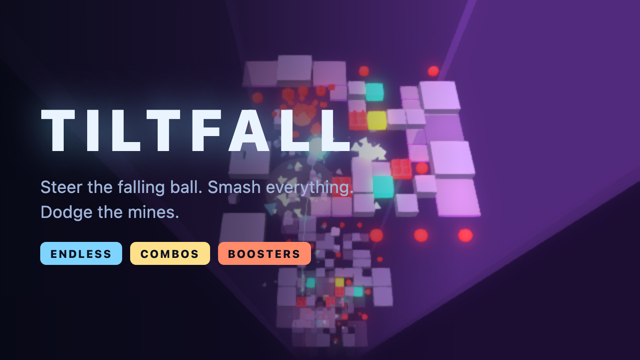 TILTFALL
Steer the falling ball. Smash everything.
Dodge the mines.
ENDLESS COMBOS BOOSTERS